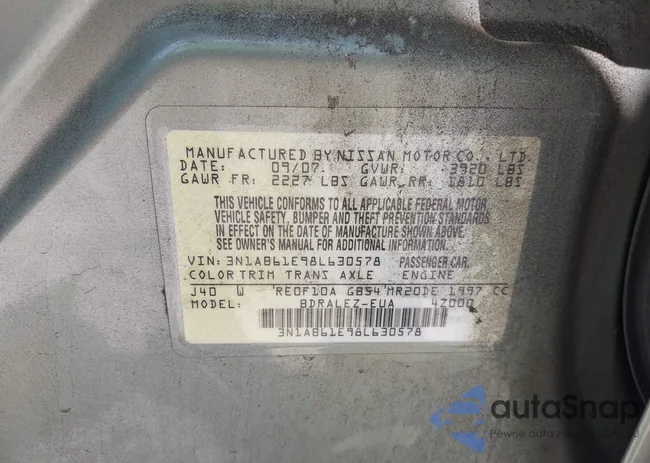 MANUFACTURED BY NISSAN MOTOR CO., LTD.
DATE: 09/07 GVWR: 3920 LBS
GAWR FR: 2227 LBS GAWR RR: 1810 LBS
THIS VEHICLE CONFORMS TO ALL APPLICABLE FEDERAL MOTOR
VEHICLE SAFETY, BUMPER AND THEFT PREVENTION STANDARDS
IN EFFECT ON THE DATE OF MANUFACTURE SHOWN ABOVE.
SEE OWNER'S MANUAL FOR ADDITIONAL INFORMATION.
VIN: 3N1AB61E98L630578 PASSENGER CAR.
COLOR TRIM TRANS AXLE ENGINE
J40 W RE0F10A GB54 MR20DE 1997 CC
MODEL: BDRALEZ-EUA 4Z000
3N1AB61E98L630578
autaSnap
Pewne auta z